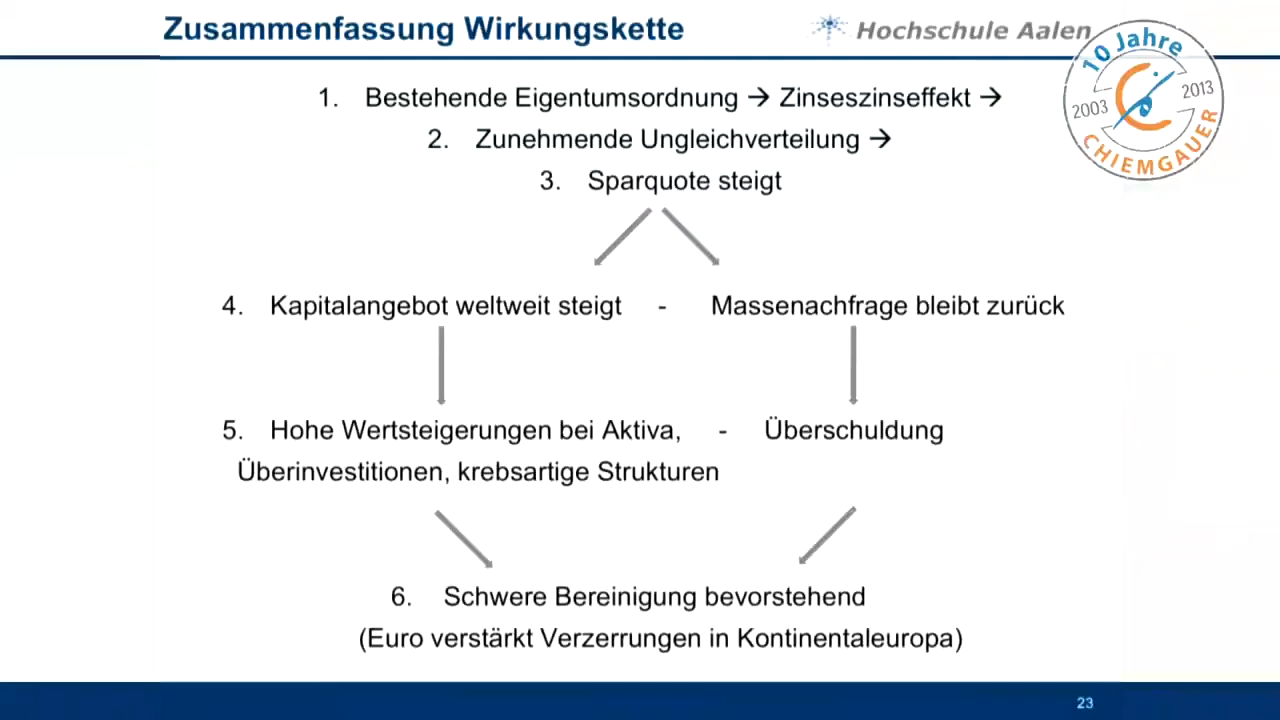 Zusammenfassung Wirkungskette
Hochschule Aalen
10 Jahre
2003
2013
CHIEMGAUER
1. Bestehende Eigentumsordnung → Zinseszinseffekt →
2. Zunehmende Ungleichverteilung →
3. Sparquote steigt
4. Kapitalangebot weltweit steigt - Massenachfrage bleibt zurück
5. Hohe Wertsteigerungen bei Aktiva, - Überschuldung
Überinvestitionen, krebsartige Strukturen
6. Schwere Bereinigung bevorstehend
(Euro verstärkt Verzerrungen in Kontinentaleuropa)
23